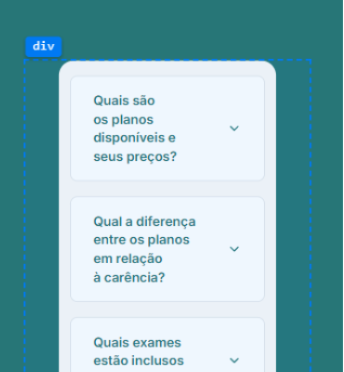 div
Quais são
os planos
disponíveis e
seus preços?
Qual a diferença
entre os planos
em relação
à carência?
Quais exames
estão inclusos